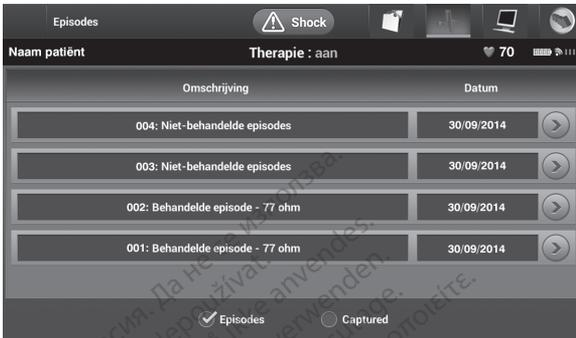 Episodes Shock
Naam patiënt Therapie : aan 70
Omschrijving Datum
004: Niet-behandelde episodes 30/09/2014
003: Niet-behandelde episodes 30/09/2014
002: Behandelde episode - 77 ohm 30/09/2014
001: Behandelde episode - 77 ohm 30/09/2014
Episodes Captured